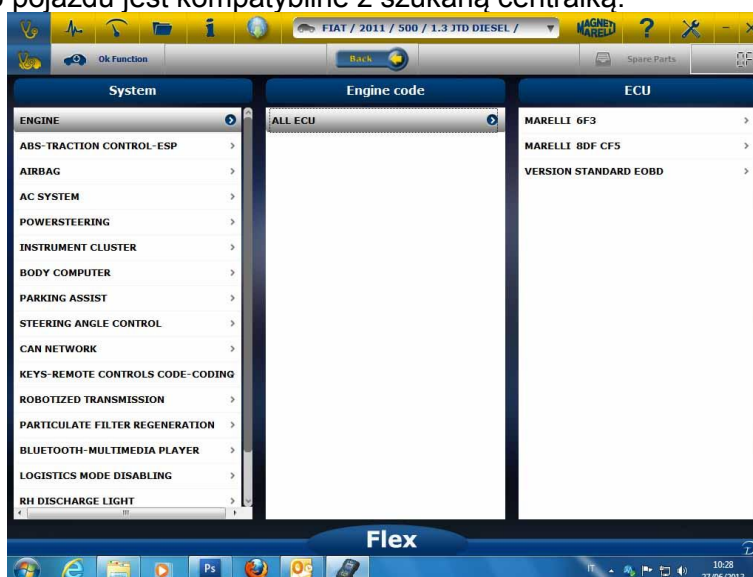 pojazdu jest kompatybilne z szukaną centralką.
FIAT / 2011 / 500 / 1.3 JTD DIESEL /
MAGNETI
MARELLI
?
Ok Function
Back
Spare Parts
System
Engine code
ECU
ENGINE
ALL ECU
MARELLI 6F3
ABS-TRACTION CONTROL-ESP
MARELLI 8DF CF5
AIRBAG
VERSION STANDARD EOBD
AC SYSTEM
POWERSTEERING
INSTRUMENT CLUSTER
BODY COMPUTER
PARKING ASSIST
STEERING ANGLE CONTROL
CAN NETWORK
KEYS-REMOTE CONTROLS CODE-CODING
ROBOTIZED TRANSMISSION
PARTICULATE FILTER REGENERATION
BLUETOOTH-MULTIMEDIA PLAYER
LOGISTICS MODE DISABLING
RH DISCHARGE LIGHT
Flex
Ps
IT
10:28